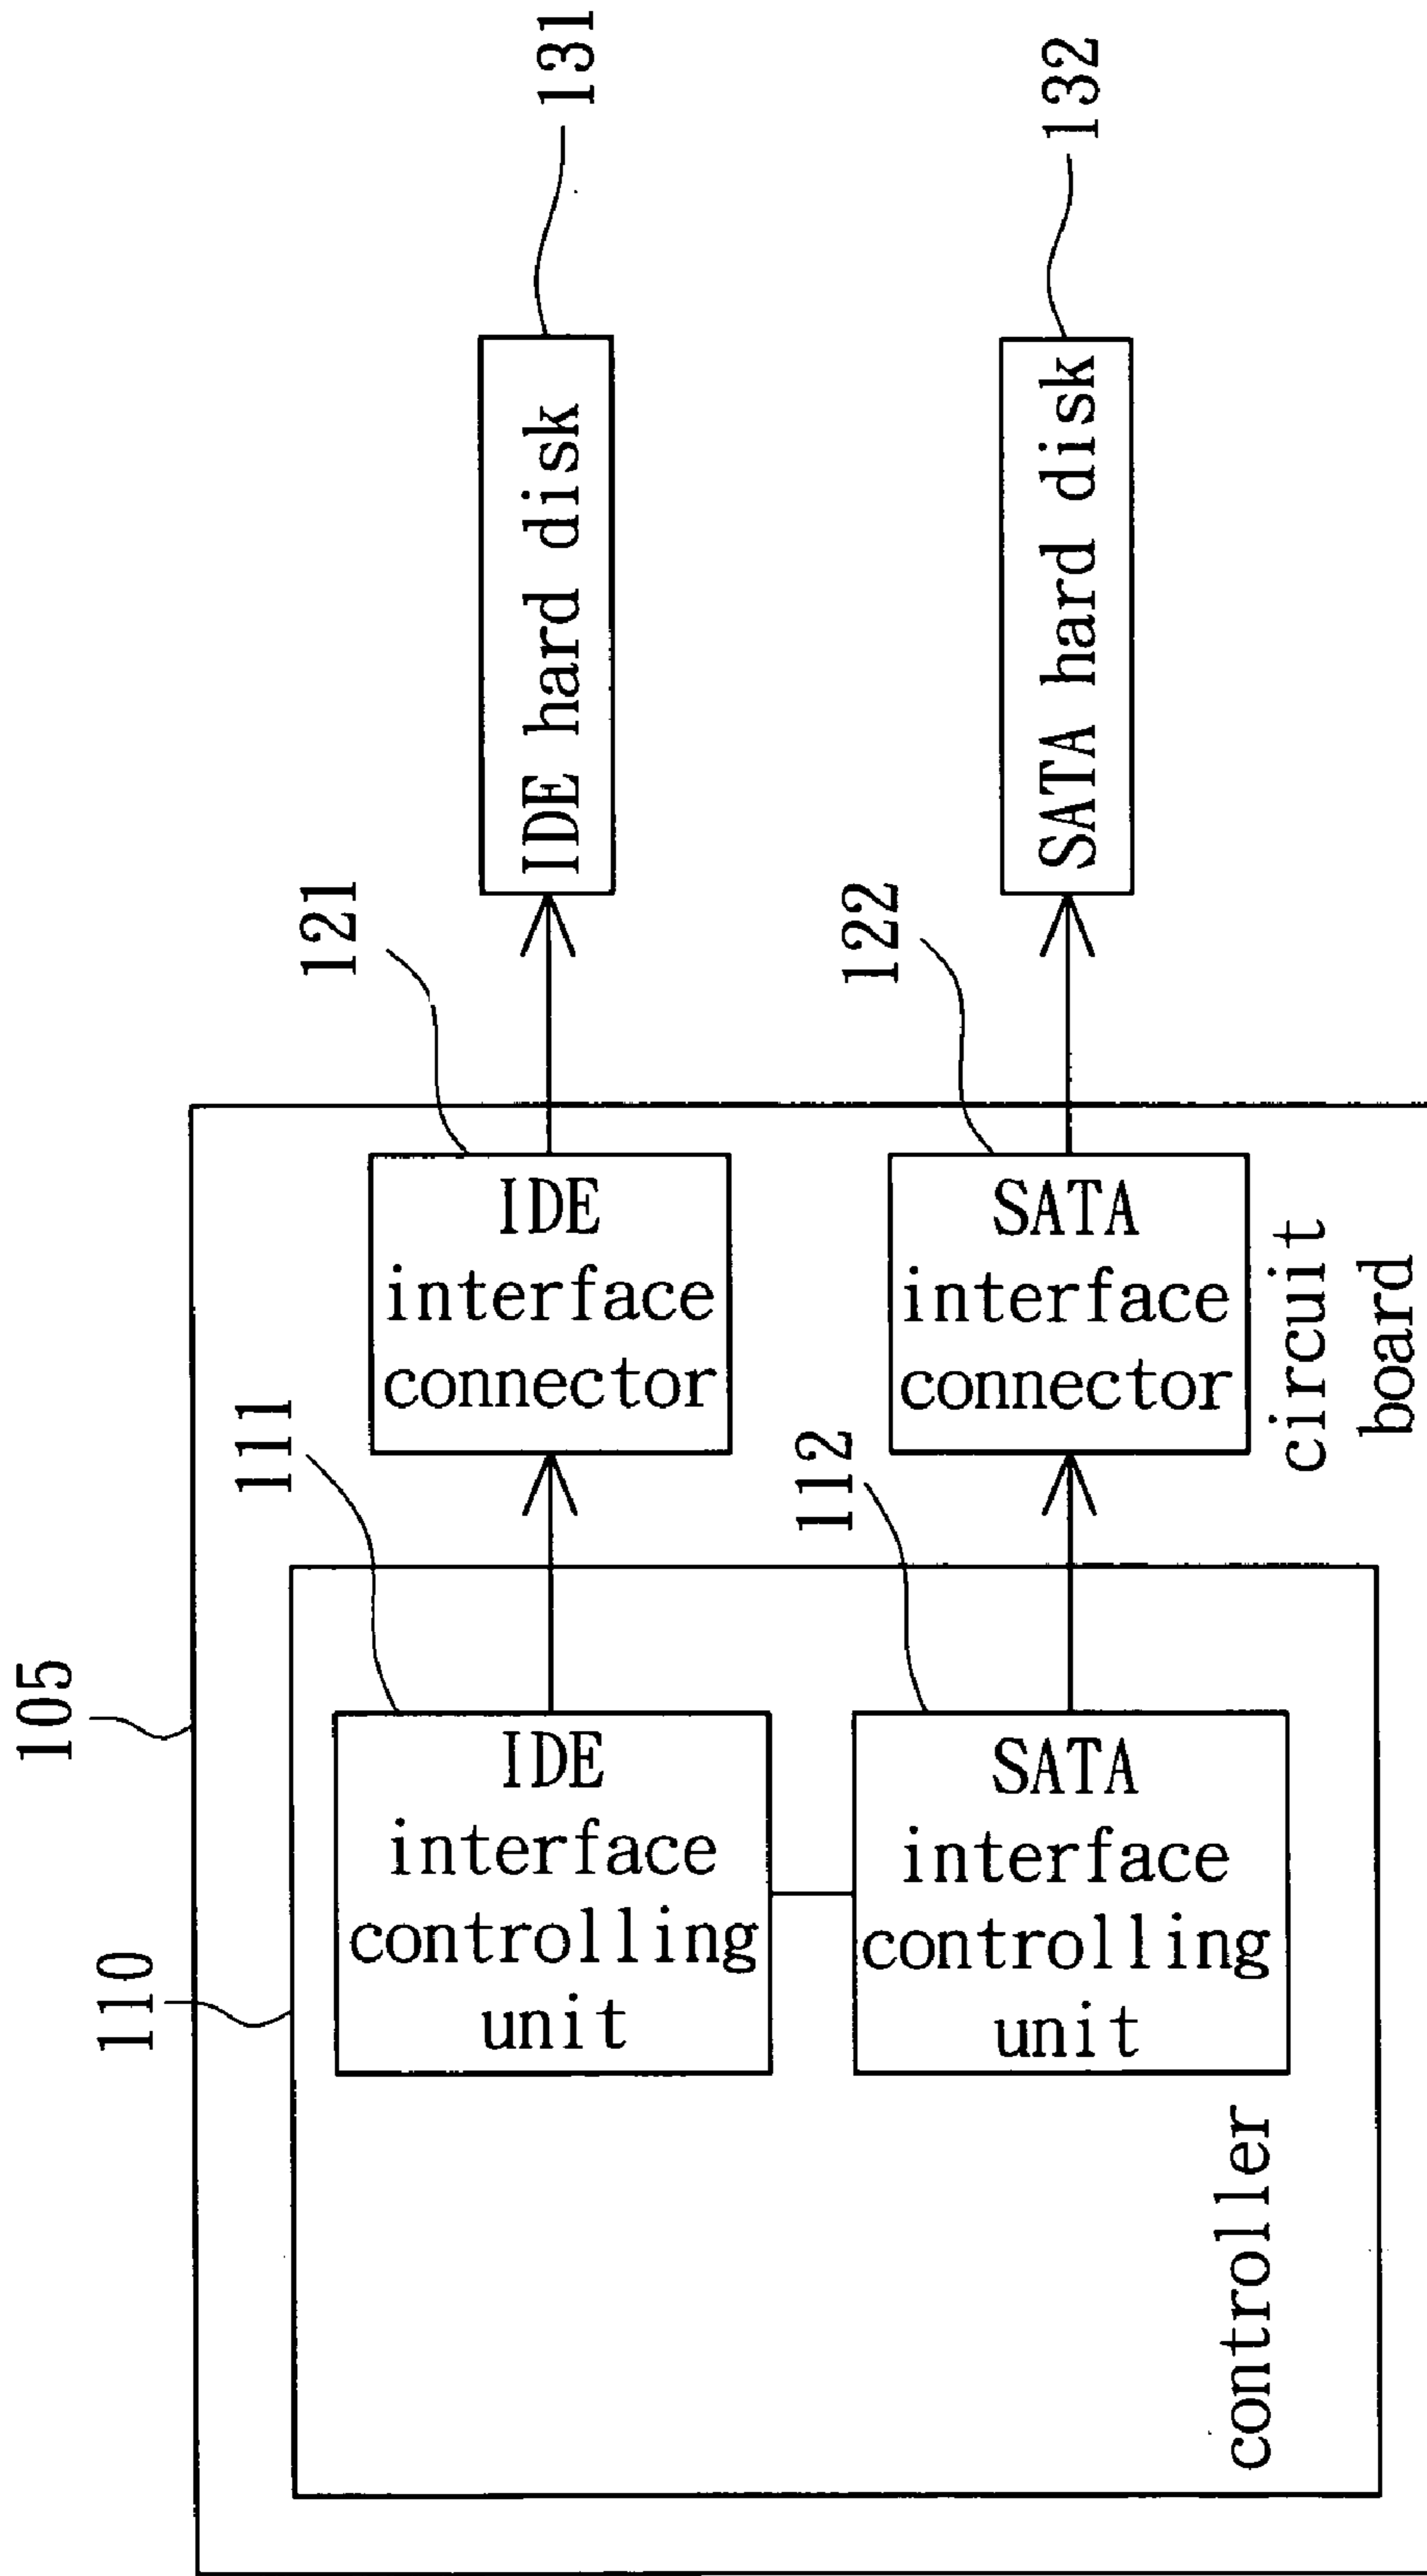 105
110
111
121
IDE
interface
controlling
unit
IDE
interface
connector
IDE hard disk
131
112
122
SATA
interface
controlling
unit
SATA
interface
connector
SATA hard disk
132
controller
circuit
board